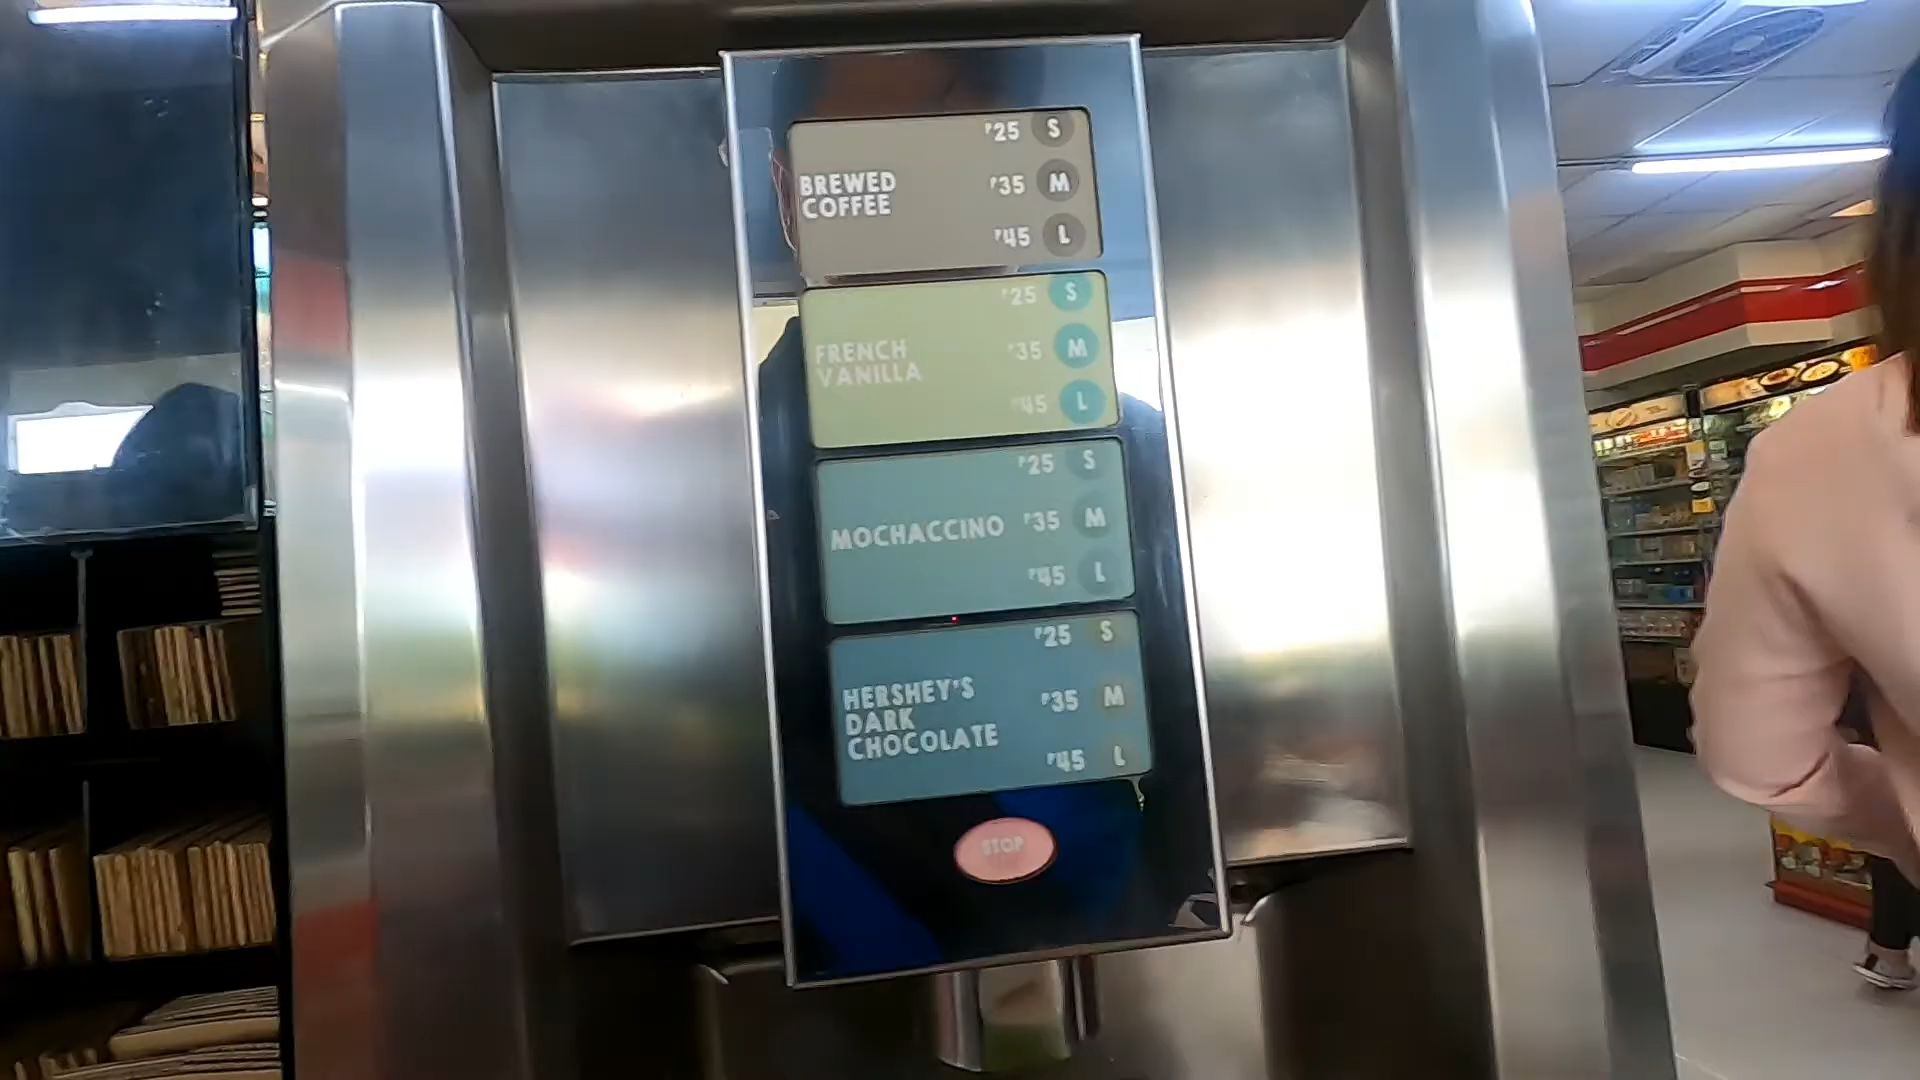 ₱25 S
BREWED
COFFEE
₱35 M
₱45 L
₱25 S
FRENCH
VANILLA
₱35 M
₱45 L
₱25 S
MOCHACCINO ₱35 M
₱45 L
₱25 S
HERSHEY'S
DARK
CHOCOLATE
₱35 M
₱45 L
STOP